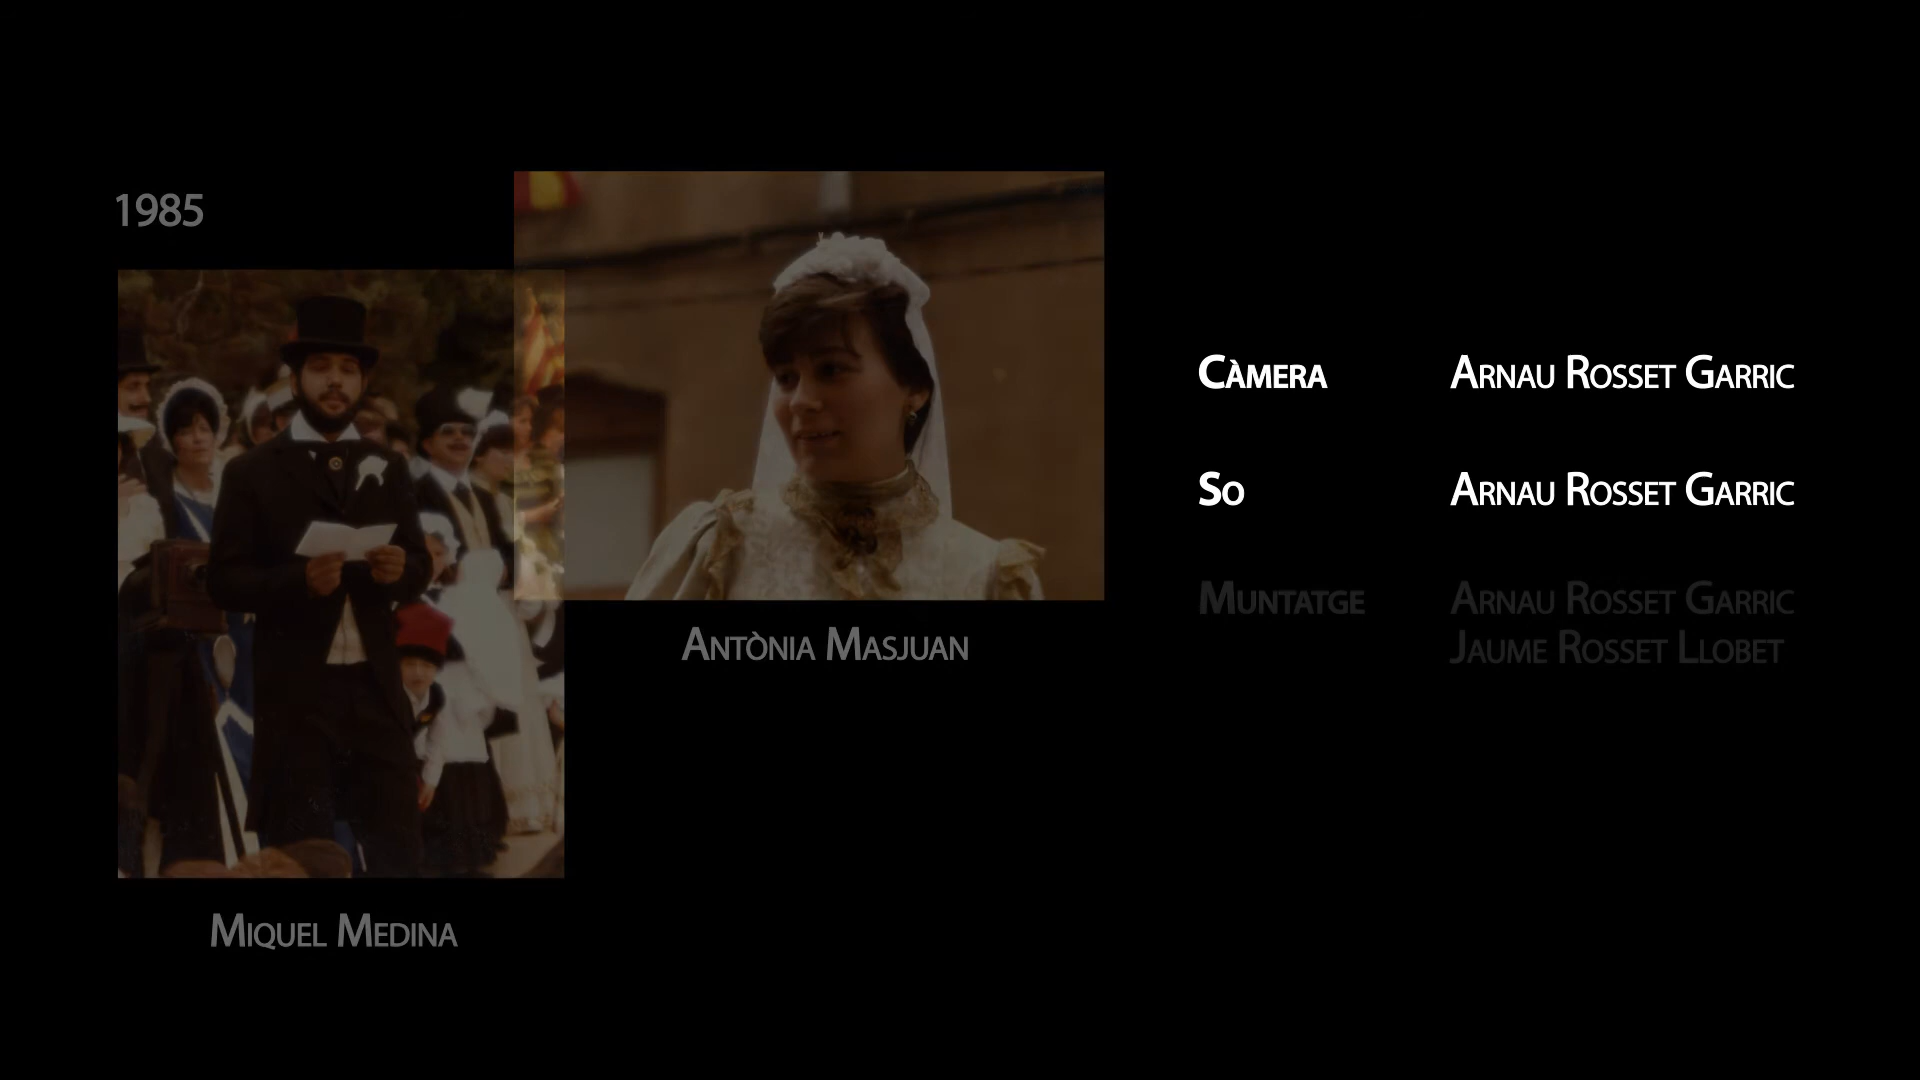 1985
Antònia Masjuan
Miquel Medina
Càmera Arnau Rosset Garric
So Arnau Rosset Garric
Muntatge Arnau Rosset Garric
Jaume Rosset Llobet